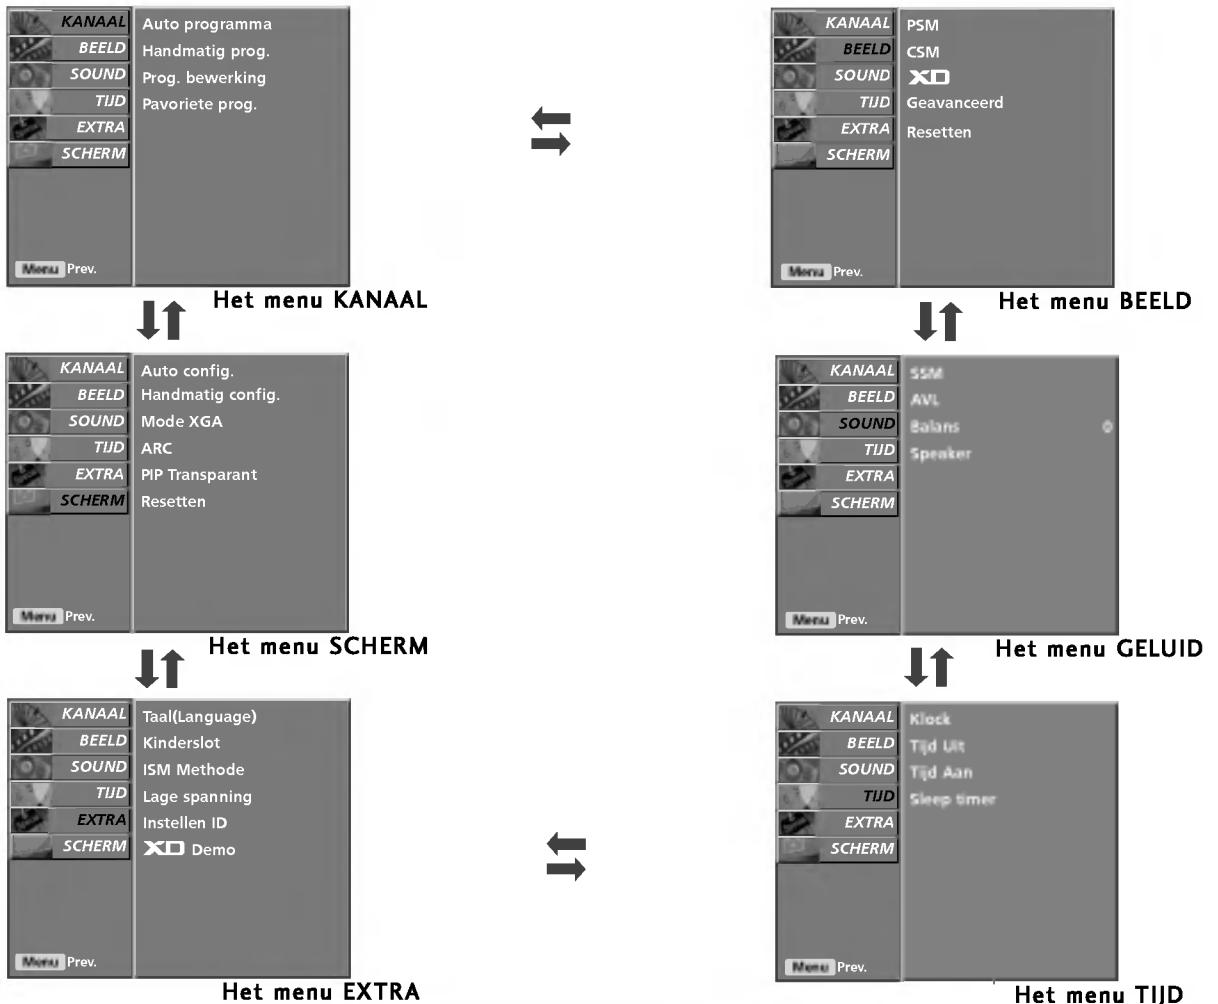 KANAAL
BEELD
SOUND
TIJD
EXTRA
SCHERM
Auto programma
Handmatig prog.
Prog. bewerking
Pavoriete prog.
Menu Prev.
Het menu KANAAL
KANAAL
BEELD
SOUND
TIJD
EXTRA
SCHERM
PSM
CSM
XD
Geavanceerd
Resetten
Menu Prev.
Het menu BEELD
KANAAL
BEELD
SOUND
TIJD
EXTRA
SCHERM
Auto config.
Handmatig config.
Mode XGA
ARC
PIP Transparant
Resetten
Menu Prev.
Het menu SCHERM
KANAAL
BEELD
SOUND
TIJD
EXTRA
SCHERM
SSM
AVL
Balans 0
Speaker
Menu Prev.
Het menu GELUID
KANAAL
BEELD
SOUND
TIJD
EXTRA
SCHERM
Taal(Language)
Kinderslot
ISM Methode
Lage spanning
Instellen ID
XD Demo
Menu Prev.
Het menu EXTRA
KANAAL
BEELD
SOUND
TIJD
EXTRA
SCHERM
Klock
Tijd Uit
Tijd Aan
Sleep timer
Menu Prev.
Het menu TIJD